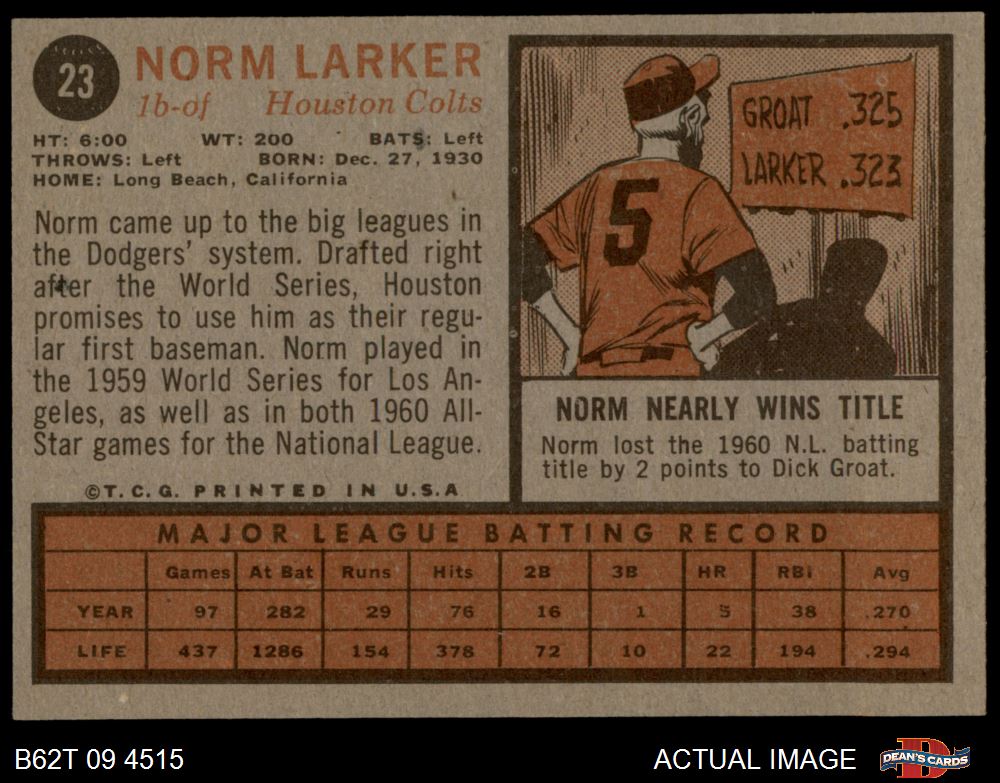 23
NORM LARKER
1b-of Houston Colts
HT: 6:00 WT: 200 BATS: Left
THROWS: Left BORN: Dec. 27, 1930
HOME: Long Beach, California
Norm came up to the big leagues in
the Dodgers' system. Drafted right
after the World Series, Houston
promises to use him as their regu-
lar first baseman. Norm played in
the 1959 World Series for Los An-
geles, as well as in both 1960 All-
Star games for the National League.
©T.C.G. PRINTED IN U.S.A
GROAT .325
LARKER .323
5
NORM NEARLY WINS TITLE
Norm lost the 1960 N.L. batting
title by 2 points to Dick Groat.
MAJOR LEAGUE BATTING RECORD
Games At Bat Runs Hits 2B 3B HR RBI Avg
YEAR 97 282 29 76 16 1 5 38 .270
LIFE 437 1286 154 378 72 10 22 194 .294
B62T 09 4515 ACTUAL IMAGE DEAN'S CARDS